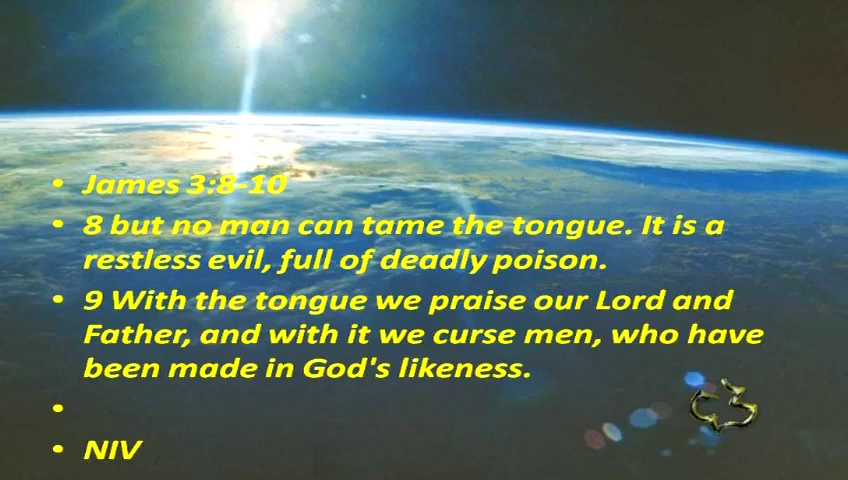 • James 3:8-10
• 8 but no man can tame the tongue. It is a
restless evil, full of deadly poison.
• 9 With the tongue we praise our Lord and
Father, and with it we curse men, who have
been made in God's likeness.
•
• NIV